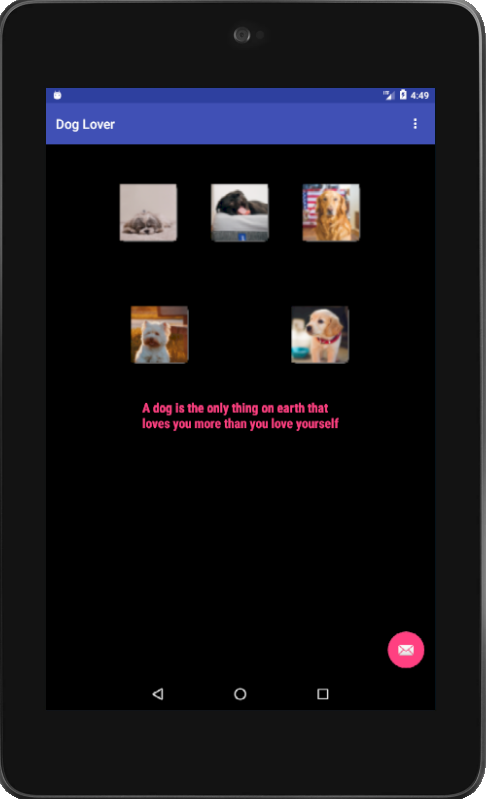 4:49
Dog Lover
A dog is the only thing on earth that
loves you more than you love yourself